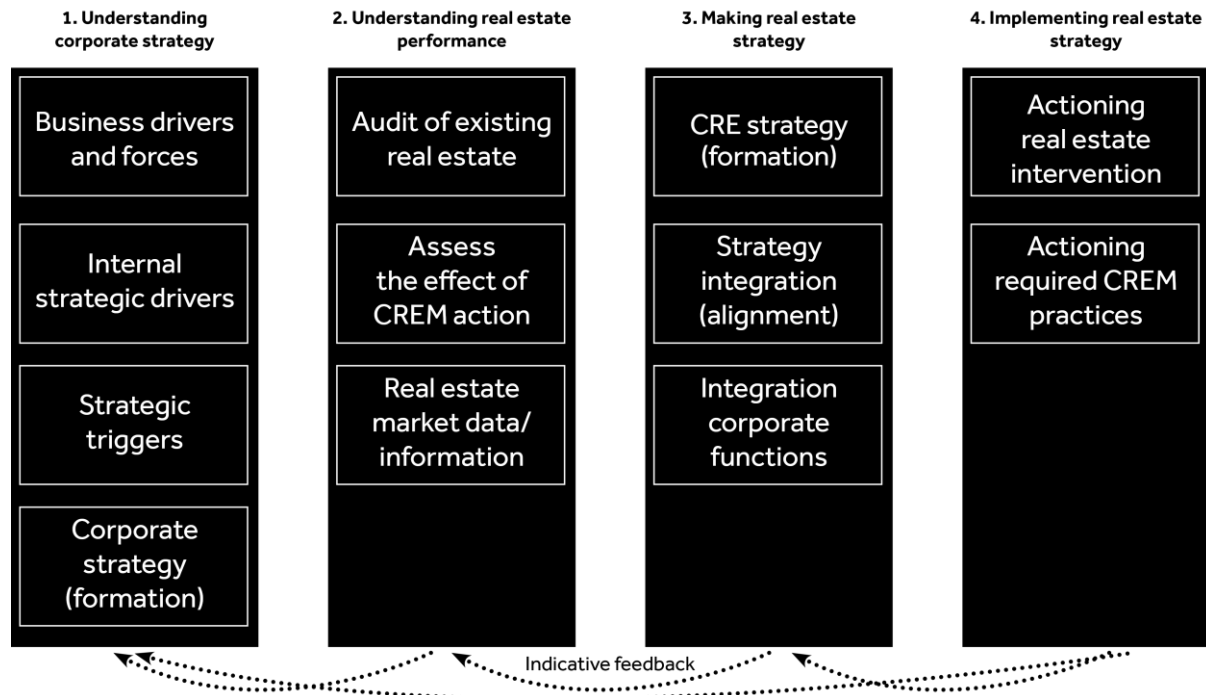 1. Understanding
corporate strategy
2. Understanding real estate
performance
3. Making real estate
strategy
4. Implementing real estate
strategy
Business drivers
and forces
Internal
strategic drivers
Strategic
triggers
Corporate
strategy
(formation)
Audit of existing
real estate
Assess
the effect of
CREM action
Real estate
market data/
information
CRE strategy
(formation)
Strategy
integration
(alignment)
Integration
corporate
functions
Actioning
real estate
intervention
Actioning
required CREM
practices
Indicative feedback